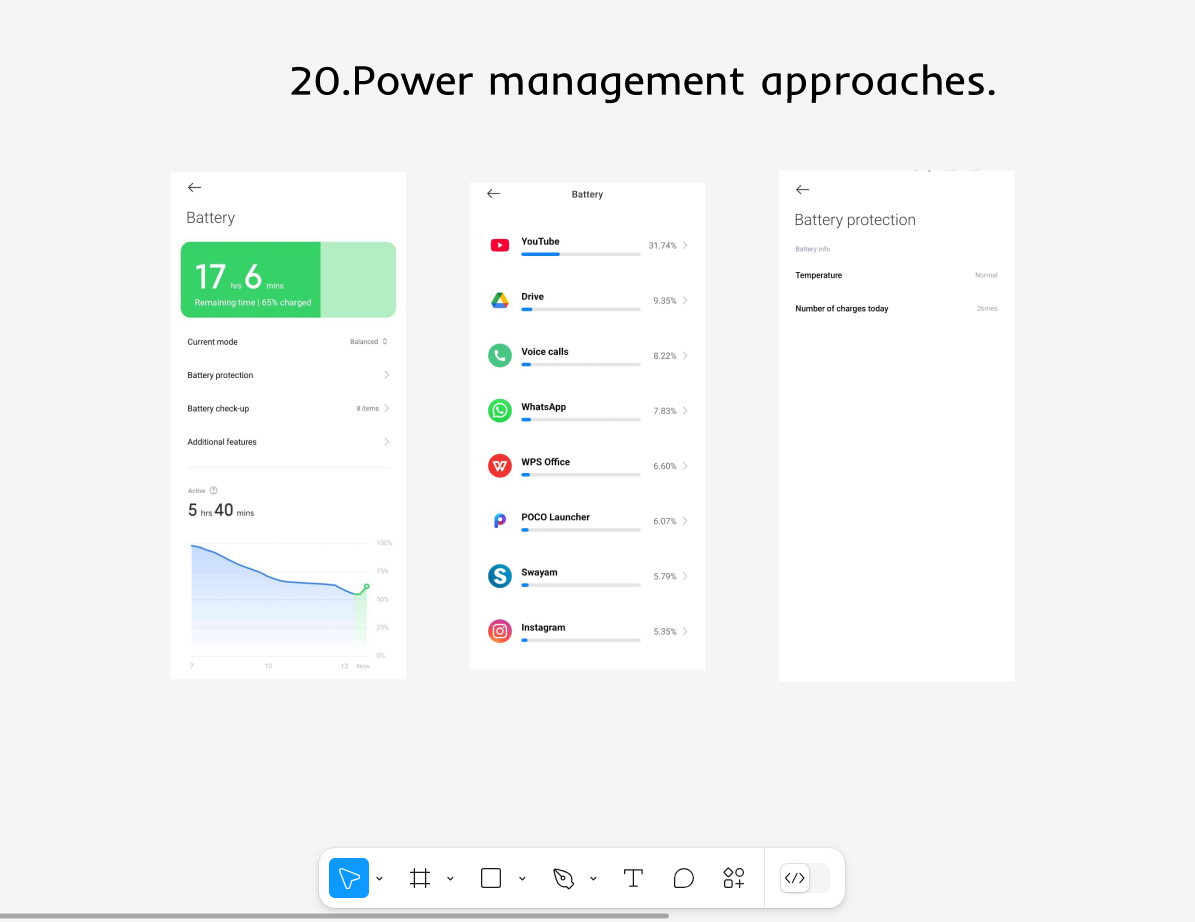 20.Power management approaches.
Battery
17 hrs 6 mins
Remaining time | 65% charged
Current mode Balanced
Battery protection
Battery check-up 8 items
Additional features
Active ?
5 hrs 40 mins
100%
75%
50%
25%
0%
7 10 13 Now
Battery
YouTube 31.74%
Drive 9.35%
Voice calls 8.22%
WhatsApp 7.83%
WPS Office 6.60%
POCO Launcher 6.07%
Swayam 5.79%
Instagram 5.35%
Battery protection
Battery info
Temperature Normal
Number of charges today 2times